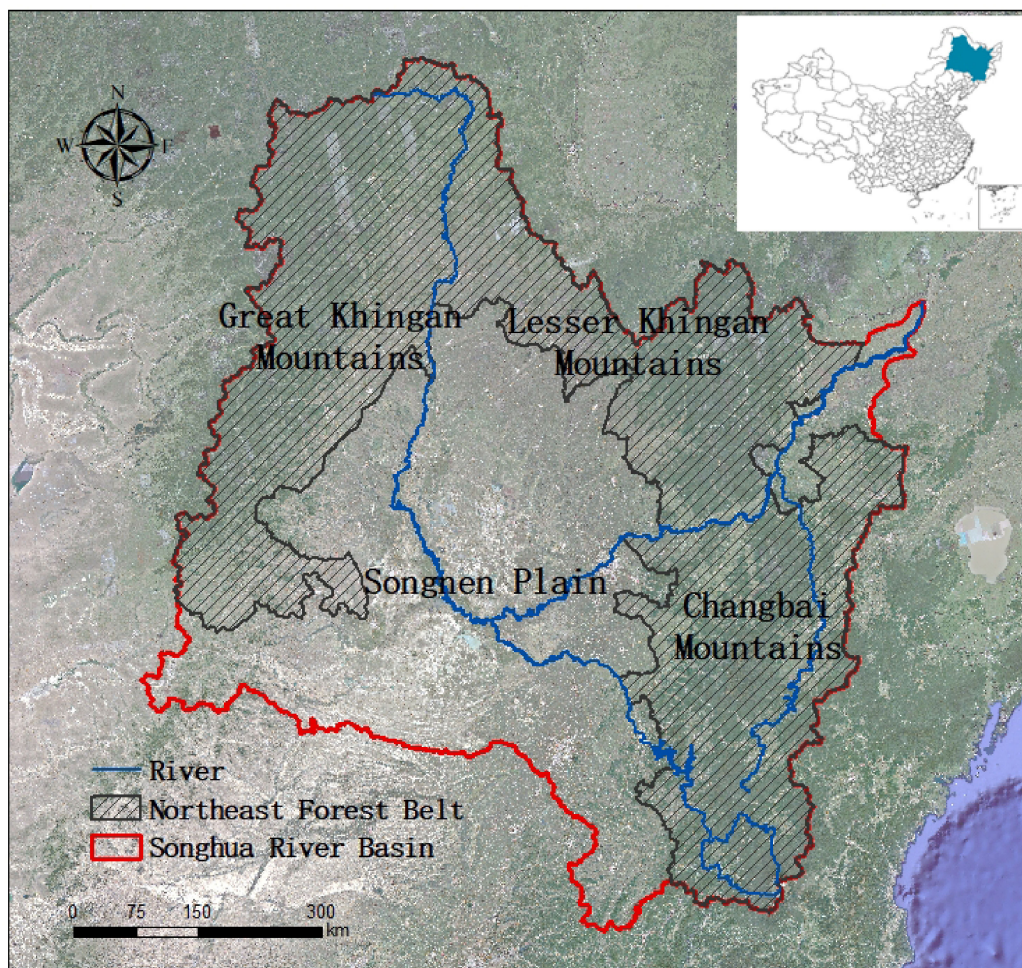 N
W E
S
Great Khingan
Mountains
Lesser Khingan
Mountains
Songnen Plain
Changbai
Mountains
River
Northeast Forest Belt
Songhua River Basin
0 75 150 300
km